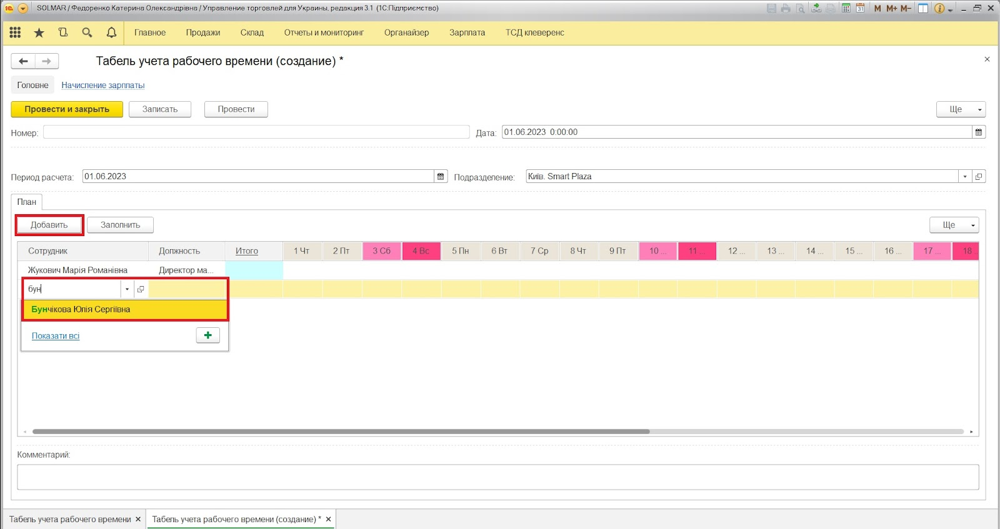 SOLMAR / Федоренко Катерина Олександрівна / Управление торговлей для Украины, редакция 3.1 (1С:Підприємство)
М М+ М-
Главное Продажи Склад Отчеты и мониторинг Органайзер Зарплата ТСД клеверенс
Табель учета рабочего времени (создание) *
Головне Начисление зарплаты
Провести и закрыть Записать Провести Ще
Номер: Дата: 01.06.2023 0:00:00
Период расчета: 01.06.2023 Подразделение: Київ. Smart Plaza
План
Добавить Заполнить Ще
Сотрудник Должность Итого 1 Чт 2 Пт 3 Сб 4 Вс 5 Пн 6 Вт 7 Ср 8 Чт 9 Пт 10 ... 11 ... 12 ... 13 ... 14 ... 15 ... 16 ... 17 ... 18 ..
Жукович Марія Романівна Директор ма...
бун
Бунчікова Юлія Сергіївна
Показати всі
Комментарий:
Табель учета рабочего времени × Табель учета рабочего времени (создание) * ×